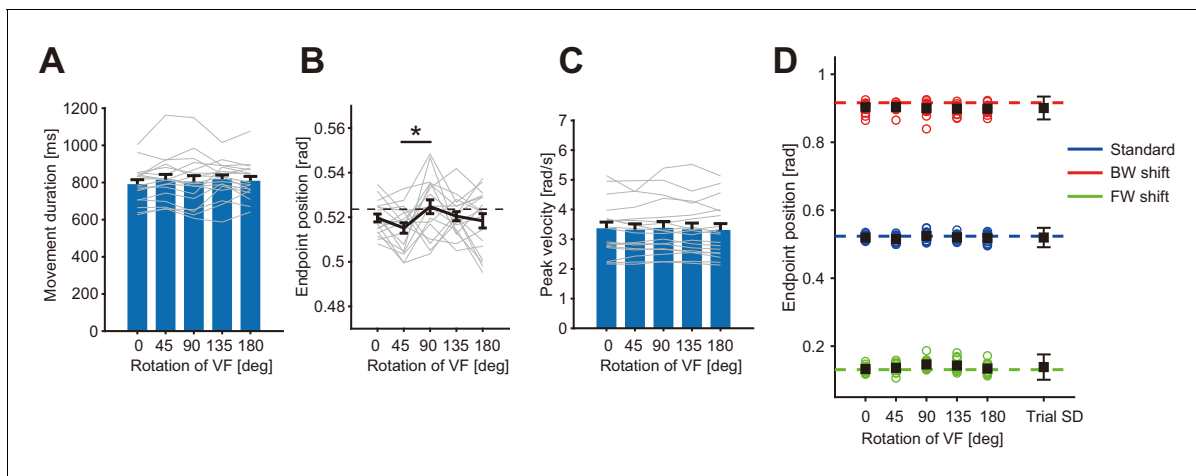 A
Movement duration [ms]
1200
1000
800
600
400
200
0
0 45 90 135 180
Rotation of VF [deg]
B
Endpoint position [rad]
*
0.56
0.54
0.52
0.5
0.48
0 45 90 135 180
Rotation of VF [deg]
C
Peak velocity [rad/s]
7
6
5
4
3
2
1
0
0 45 90 135 180
Rotation of VF [deg]
D
Endpoint position [rad]
1
0.8
0.6
0.4
0.2
0 45 90 135 180 Trial SD
Rotation of VF [deg]
Standard
BW shift
FW shift